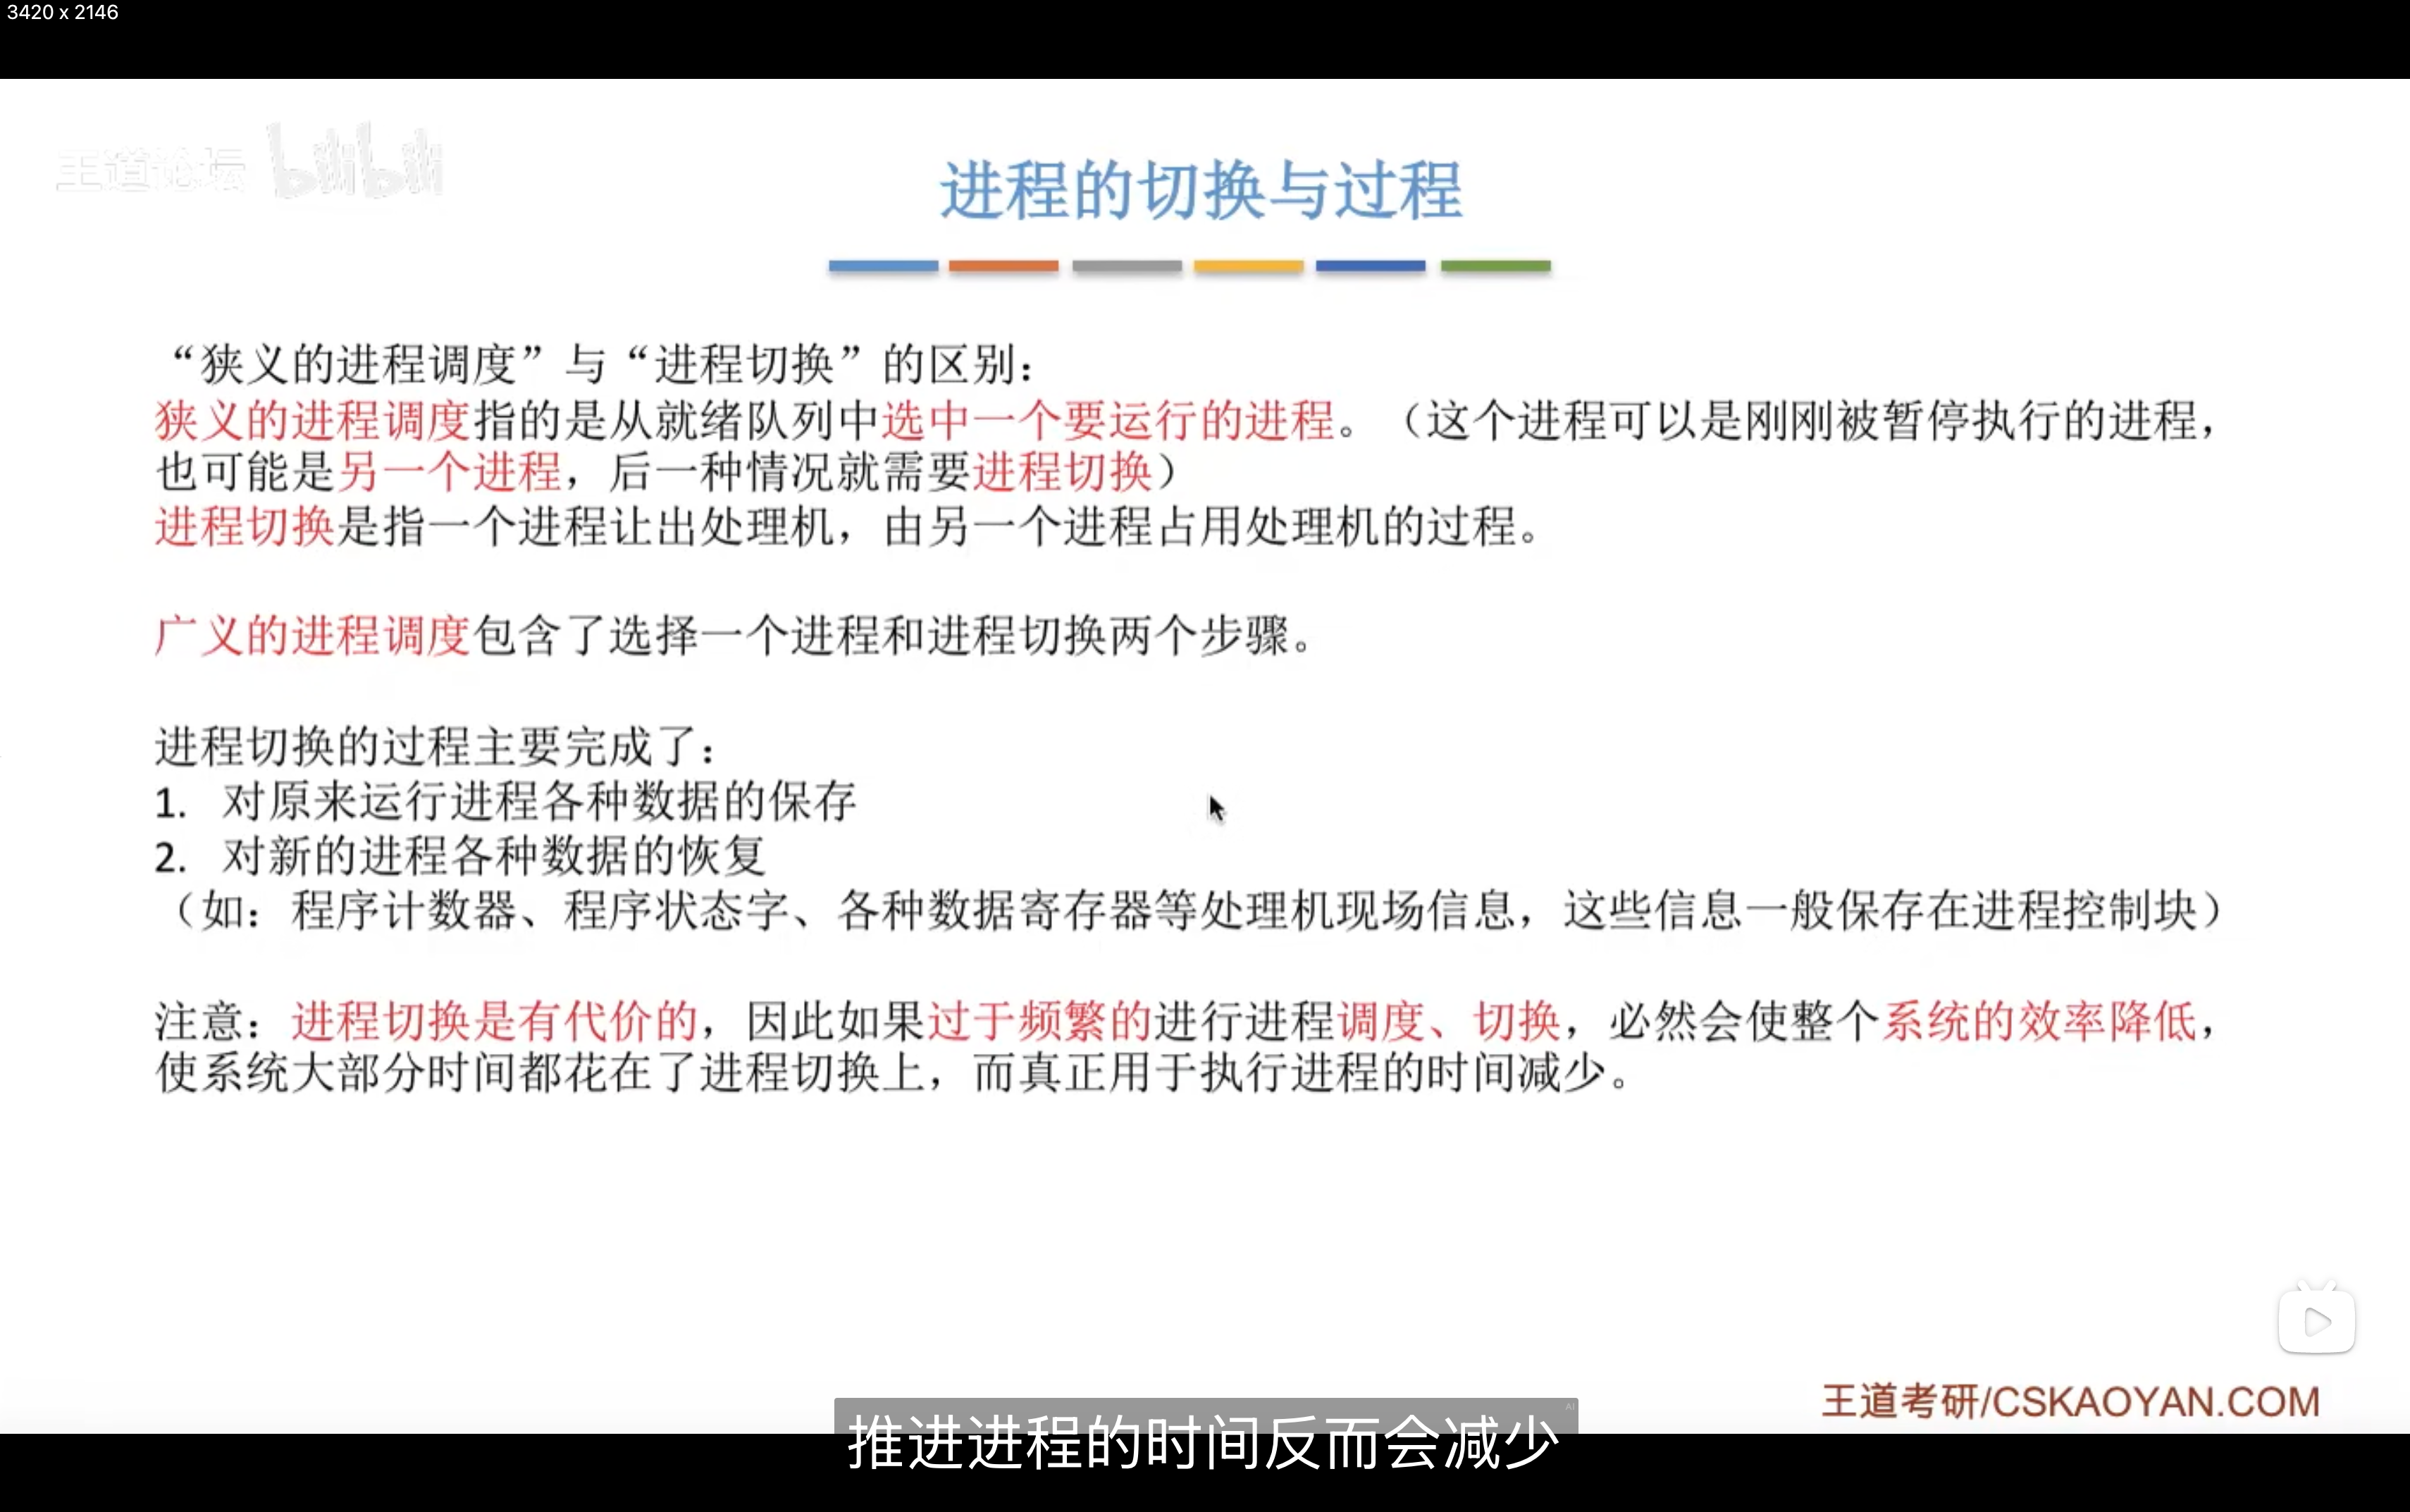 3420 x 2146
王道论坛 bilibili
进程的切换与过程
“狭义的进程调度”与“进程切换”的区别：
狭义的进程调度指的是从就绪队列中选中一个要运行的进程。（这个进程可以是刚刚被暂停执行的进程，
也可能是另一个进程，后一种情况就需要进程切换）
进程切换是指一个进程让出处理机，由另一个进程占用处理机的过程。
广义的进程调度包含了选择一个进程和进程切换两个步骤。
进程切换的过程主要完成了：
1. 对原来运行进程各种数据的保存
2. 对新的进程各种数据的恢复
（如：程序计数器、程序状态字、各种数据寄存器等处理机现场信息，这些信息一般保存在进程控制块）
注意：进程切换是有代价的，因此如果过于频繁的进行进程调度、切换，必然会使整个系统的效率降低，
使系统大部分时间都花在了进程切换上，而真正用于执行进程的时间减少。
王道考研/CSKAOYAN.COM
AI
推进进程的时间反而会减少